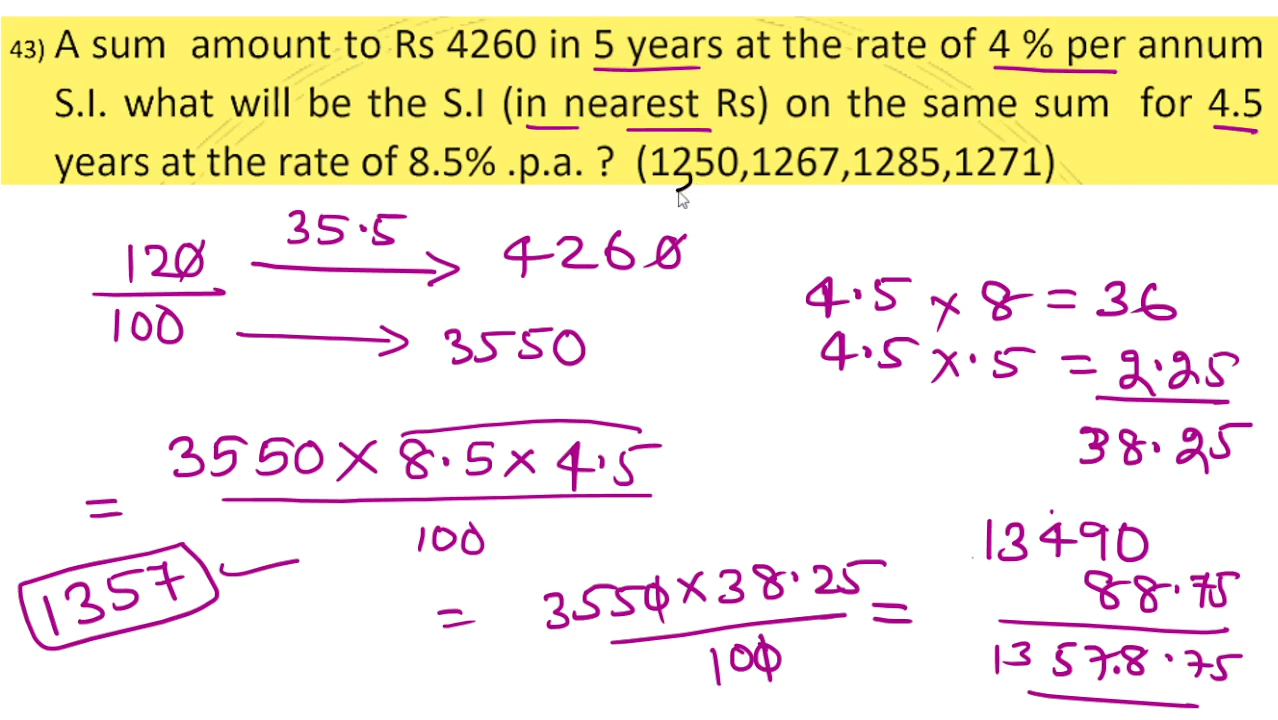 43) A sum amount to Rs 4260 in 5 years at the rate of 4 % per annum
S.I. what will be the S.I (in nearest Rs) on the same sum for 4.5
years at the rate of 8.5% .p.a. ? (1250,1267,1285,1271)
120 / 100
35.5
4260
3550
4.5 x 8 = 36
4.5 x .5 = 2.25
38.25
= 3550 x 8.5 x 4.5 / 100
= 3550 x 38.25 / 100 =
13490
88.75
13578.75
1357